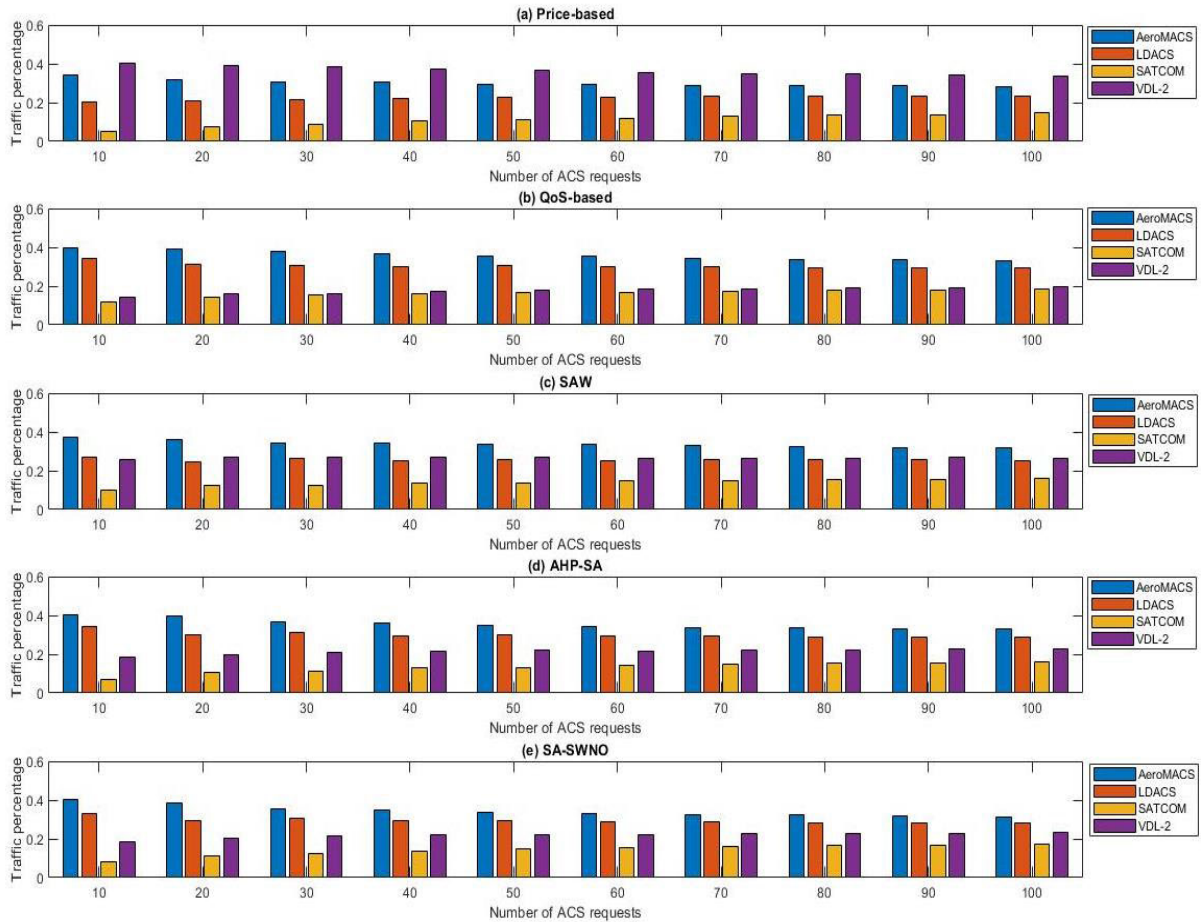 (a) Price-based
0.6
0.4
0.2
0
Traffic percentage
10 20 30 40 50 60 70 80 90 100
Number of ACS requests
AeroMACS
LDACS
SATCOM
VDL-2
(b) QoS-based
0.6
0.4
0.2
0
Traffic percentage
10 20 30 40 50 60 70 80 90 100
Number of ACS requests
AeroMACS
LDACS
SATCOM
VDL-2
(c) SAW
0.6
0.4
0.2
0
Traffic percentage
10 20 30 40 50 60 70 80 90 100
Number of ACS requests
AeroMACS
LDACS
SATCOM
VDL-2
(d) AHP-SA
0.6
0.4
0.2
0
Traffic percentage
10 20 30 40 50 60 70 80 90 100
Number of ACS requests
AeroMACS
LDACS
SATCOM
VDL-2
(e) SA-SWNO
0.6
0.4
0.2
0
Traffic percentage
10 20 30 40 50 60 70 80 90 100
Number of ACS requests
AeroMACS
LDACS
SATCOM
VDL-2